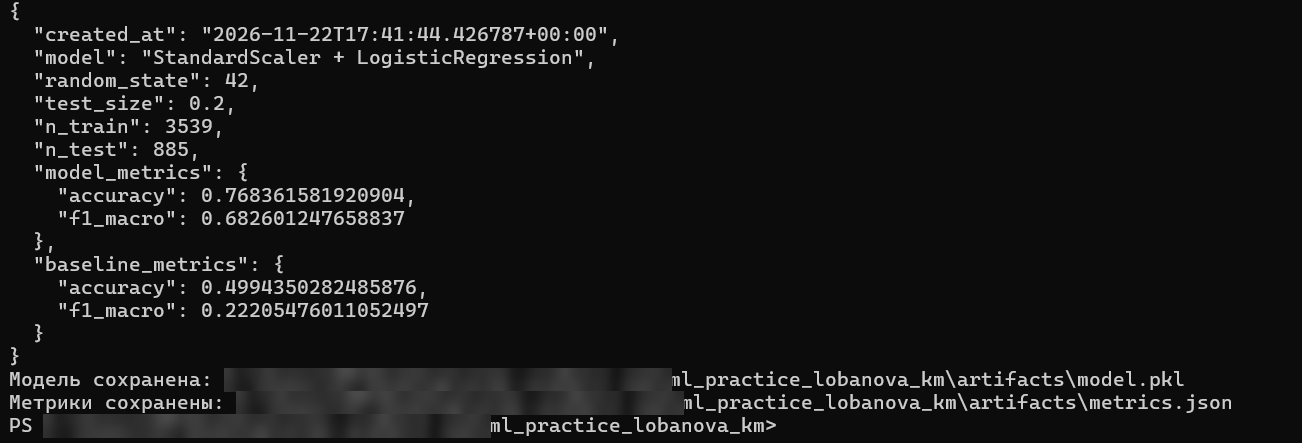 {
"created_at": "2026-11-22T17:41:44.426787+00:00",
"model": "StandardScaler + LogisticRegression",
"random_state": 42,
"test_size": 0.2,
"n_train": 3539,
"n_test": 885,
"model_metrics": {
"accuracy": 0.768361581920904,
"f1_macro": 0.682601247658837
},
"baseline_metrics": {
"accuracy": 0.4994350282485876,
"f1_macro": 0.22205476011052497
}
}
Модель сохранена: ml_practice_lobanova_km\artifacts\model.pkl
Метрики сохранены: ml_practice_lobanova_km\artifacts\metrics.json
PS ml_practice_lobanova_km>